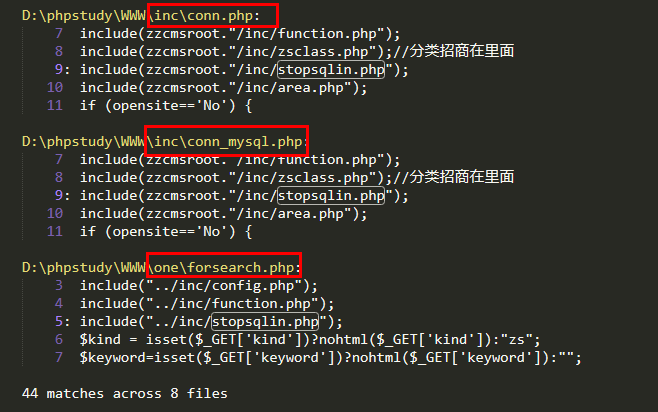 D:\phpstudy\WWW\inc\conn.php:
7 include(zzcmsroot."/inc/function.php");
8 include(zzcmsroot."/inc/zsclass.php");//分类招商在里面
9: include(zzcmsroot."/inc/stopsqlin.php");
10 include(zzcmsroot."/inc/area.php");
11 if (opensite=='No') {
D:\phpstudy\WWW\inc\conn_mysql.php:
7 include(zzcmsroot."/inc/function.php");
8 include(zzcmsroot."/inc/zsclass.php");//分类招商在里面
9: include(zzcmsroot."/inc/stopsqlin.php");
10 include(zzcmsroot."/inc/area.php");
11 if (opensite=='No') {
D:\phpstudy\WWW\one\forsearch.php:
3 include("../inc/config.php");
4 include("../inc/function.php");
5: include("../inc/stopsqlin.php");
6 $kind = isset($_GET['kind'])?nohtml($_GET['kind']):"zs";
7 $keyword=isset($_GET['keyword'])?nohtml($_GET['keyword']):"";
44 matches across 8 files